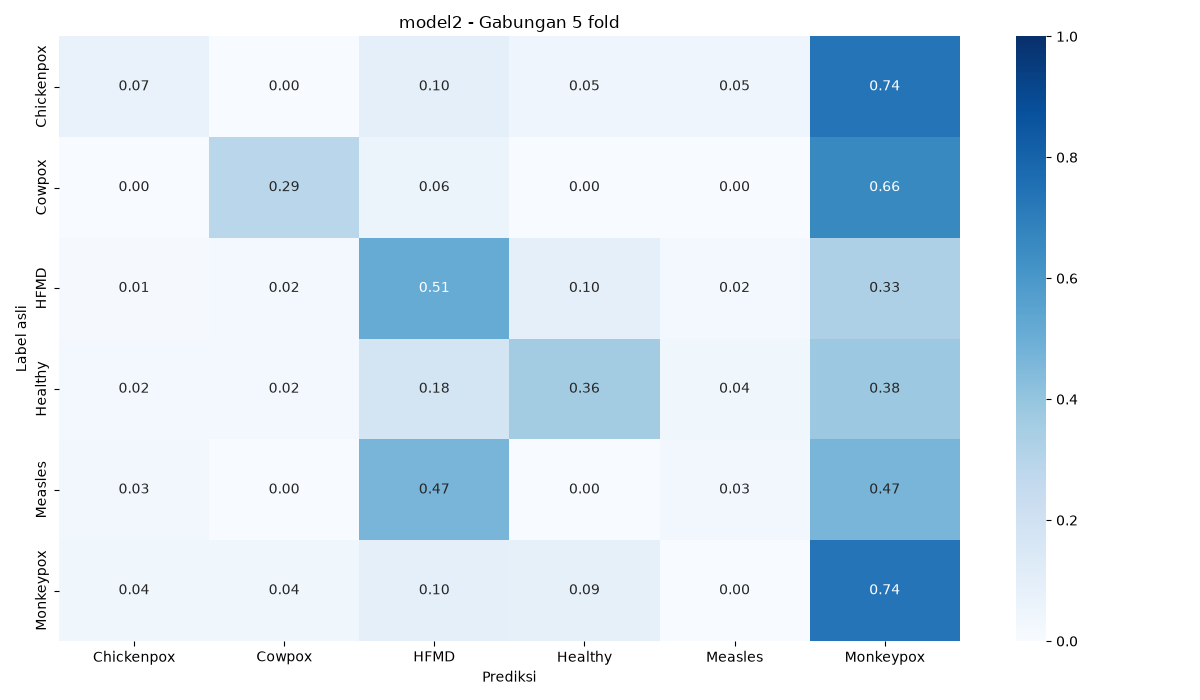 model2 - Gabungan 5 fold
Label asli
Chickenpox 0.07 0.00 0.10 0.05 0.05 0.74
Cowpox 0.00 0.29 0.06 0.00 0.00 0.66
HFMD 0.01 0.02 0.51 0.10 0.02 0.33
Healthy 0.02 0.02 0.18 0.36 0.04 0.38
Measles 0.03 0.00 0.47 0.00 0.03 0.47
Monkeypox 0.04 0.04 0.10 0.09 0.00 0.74
Chickenpox Cowpox HFMD Healthy Measles Monkeypox
Prediksi
1.0
0.8
0.6
0.4
0.2
0.0